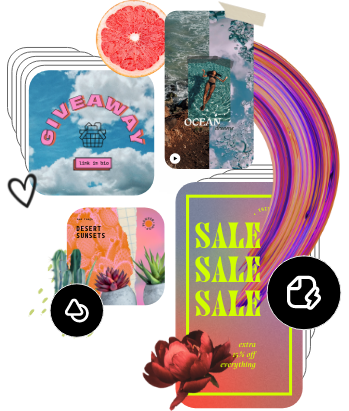 GIVEAWAY
link in bio
OCEAN
DESERT
SUNSETS
SALE
SALE
SALE
extra
15% off
everything